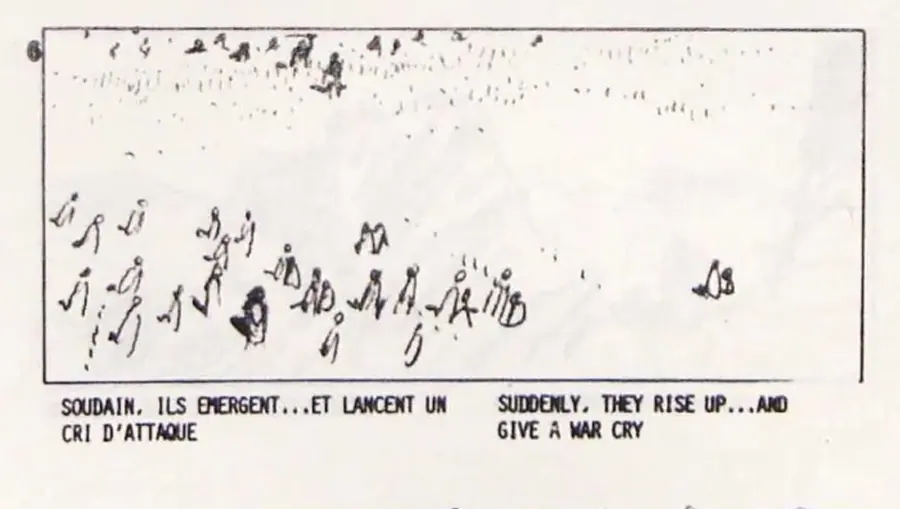 6
SOUDAIN, ILS EMERGENT...ET LANCENT UN
CRI D'ATTAQUE
SUDDENLY, THEY RISE UP...AND
GIVE A WAR CRY